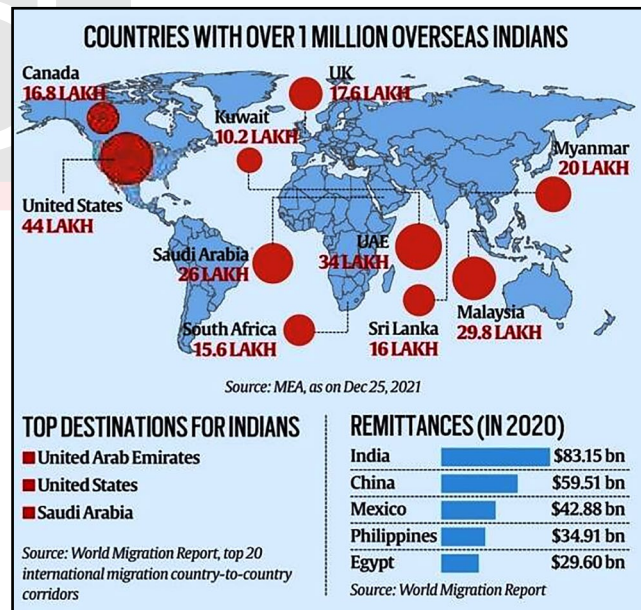 COUNTRIES WITH OVER 1 MILLION OVERSEAS INDIANS
Canada
16.8 LAKH
UK
17.6 LAKH
Kuwait
10.2 LAKH
Myanmar
20 LAKH
United States
44 LAKH
Saudi Arabia
26 LAKH
UAE
34 LAKH
South Africa
15.6 LAKH
Sri Lanka
16 LAKH
Malaysia
29.8 LAKH
Source: MEA, as on Dec 25, 2021
TOP DESTINATIONS FOR INDIANS
United Arab Emirates
United States
Saudi Arabia
Source: World Migration Report, top 20
international migration country-to-country
corridors
REMITTANCES (IN 2020)
India $83.15 bn
China $59.51 bn
Mexico $42.88 bn
Philippines $34.91 bn
Egypt $29.60 bn
Source: World Migration Report